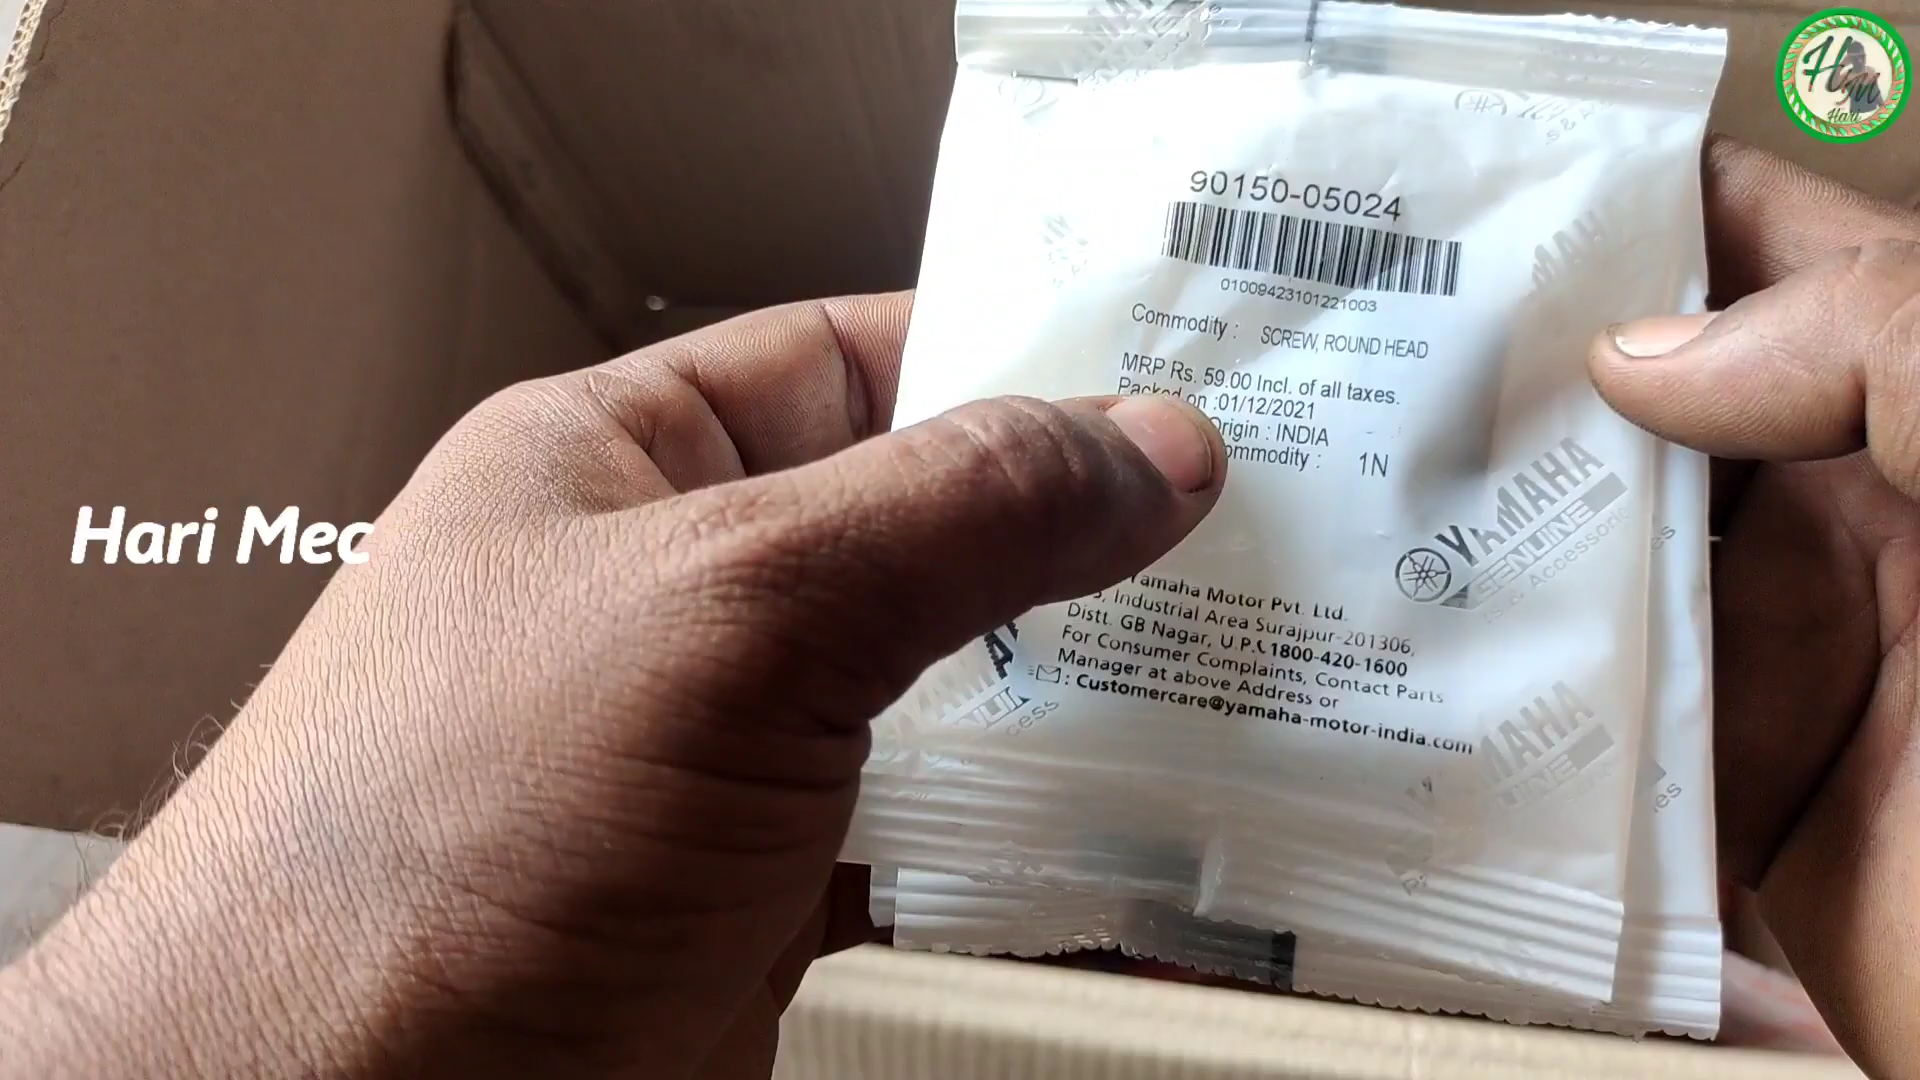 90150-05024
01009423101221003
Commodity : SCREW, ROUND HEAD
MRP Rs. 59.00 Incl. of all taxes.
Packed on :01/12/2021
Origin : INDIA
ommodity : 1N
YAMAHA
GENUINE
Yamaha Motor Pvt. Ltd.
Industrial Area Surajpur-201306,
Distt. GB Nagar, U.P. 1800-420-1600
For Consumer Complaints, Contact Parts
Manager at above Address or
: Customercare@yamaha-motor-india.com
Hari Mec
HM
Hari